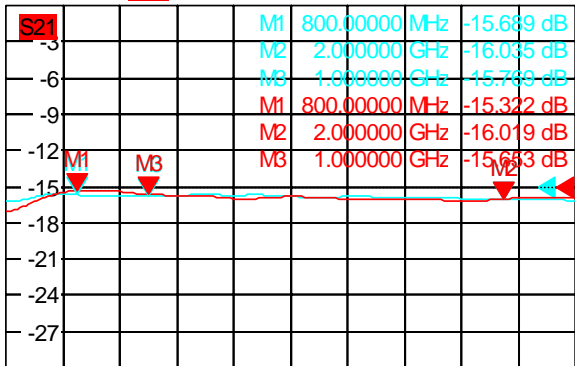 S21
M1 800.00000 MHz -15.689 dB
M2 2.000000 GHz -16.035 dB
M3 1.000000 GHz -15.769 dB
M1 800.00000 MHz -15.322 dB
M2 2.000000 GHz -16.019 dB
M3 1.000000 GHz -15.653 dB
-3
-6
-9
-12
M1 M3 M2
-15
-18
-21
-24
-27